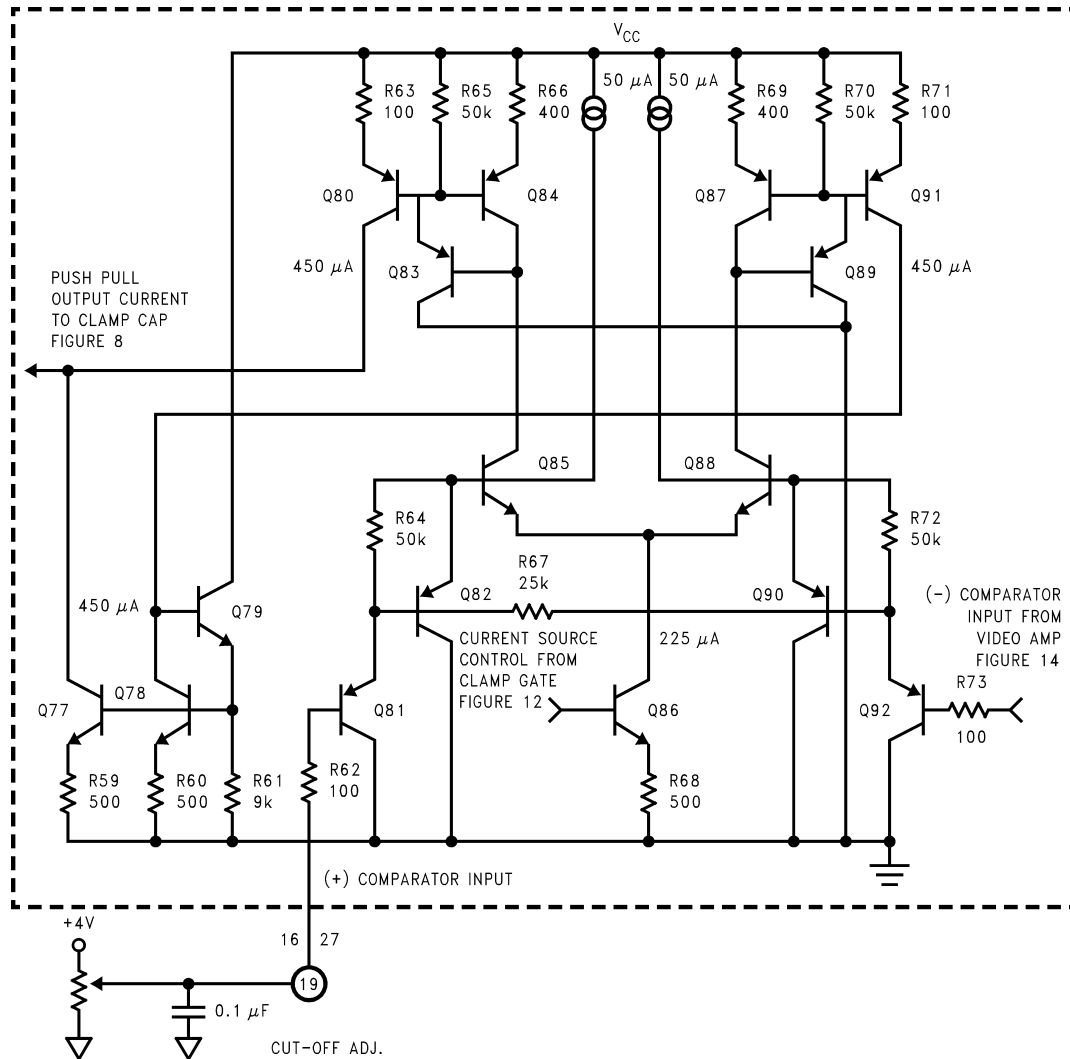 VCC
R63
100
R65
50k
R66
400
50 μA
50 μA
R69
400
R70
50k
R71
100
Q80
Q84
Q87
Q91
450 μA
Q83
Q89
450 μA
PUSH PULL
OUTPUT CURRENT
TO CLAMP CAP
FIGURE 8
Q85
Q88
R64
50k
R72
50k
R67
25k
450 μA
Q79
Q82
Q90
(-) COMPARATOR
INPUT FROM
VIDEO AMP
FIGURE 14
CURRENT SOURCE
CONTROL FROM
CLAMP GATE
FIGURE 12
225 μA
Q77
Q78
Q81
Q86
Q92
R73
100
R59
500
R60
500
R61
9k
R62
100
R68
500
(+) COMPARATOR INPUT
+4V
16 27
19
0.1 μF
CUT-OFF ADJ.